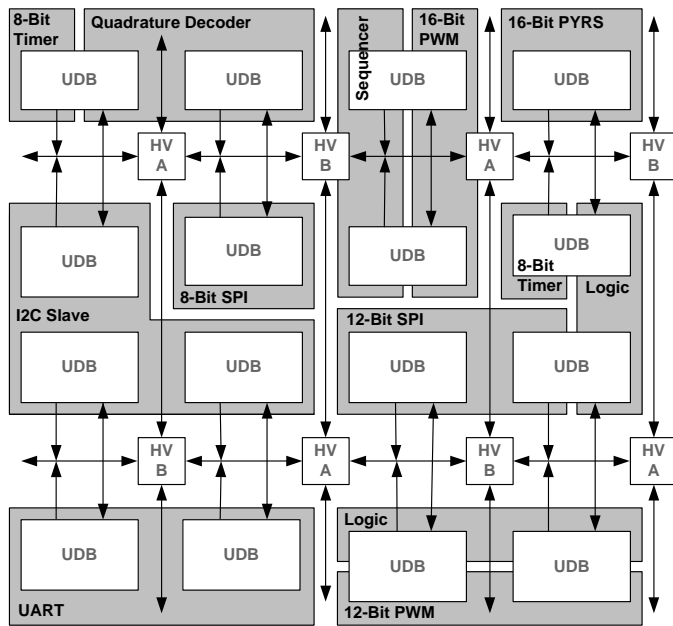 8-Bit
Timer
Quadrature Decoder
Sequencer
16-Bit
PWM
16-Bit PYRS
UDB
UDB
UDB
UDB
HV
A
HV
B
HV
A
HV
B
UDB
UDB
UDB
UDB
8-Bit SPI
8-Bit
Timer
Logic
I2C Slave
12-Bit SPI
UDB
UDB
UDB
UDB
HV
B
HV
A
HV
B
HV
A
Logic
UDB
UDB
UDB
UDB
UART
12-Bit PWM